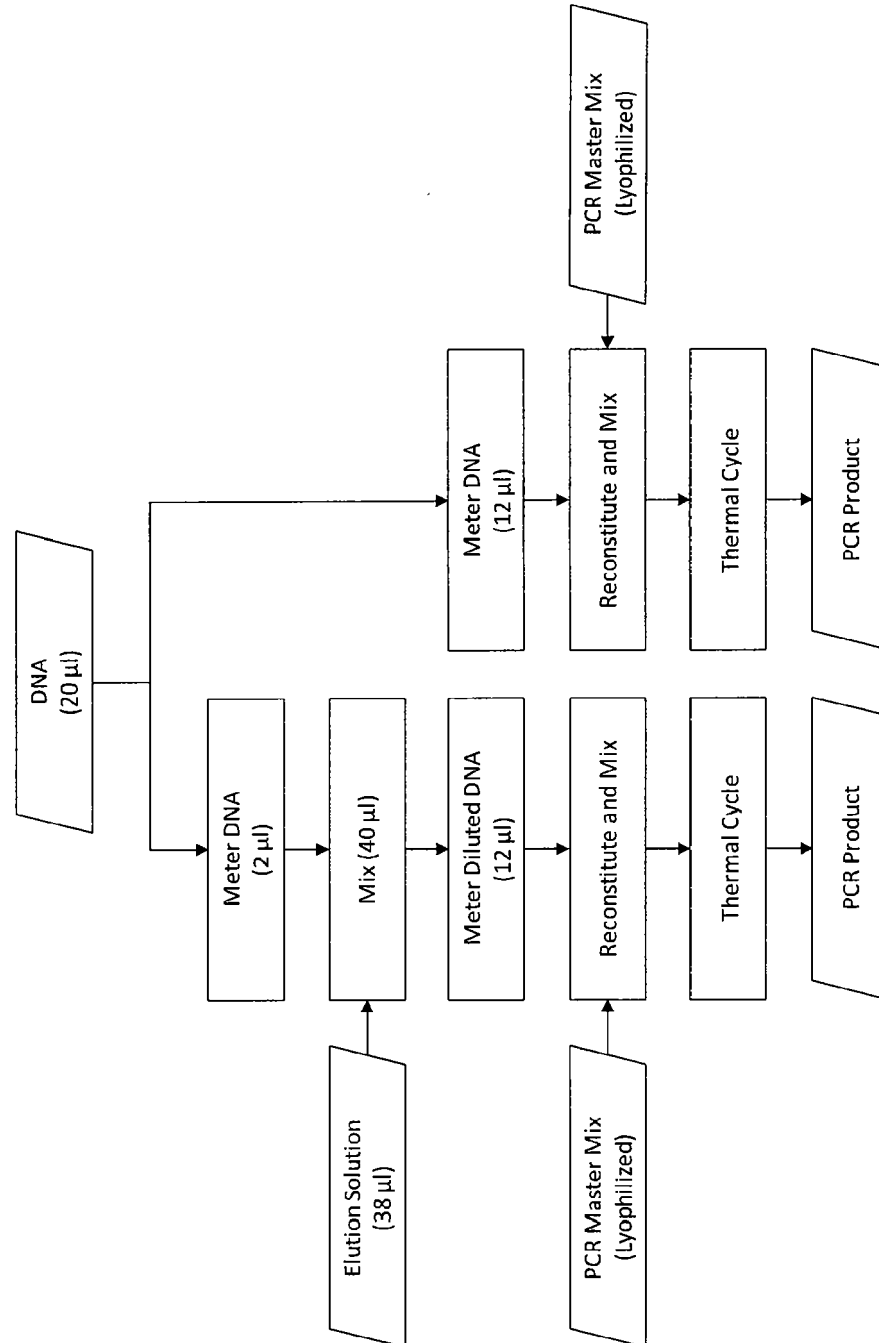 DNA
(20 µl)
Meter DNA
(2 µl)
Elution Solution
(38 µl)
Mix (40 µl)
Meter Diluted DNA
(12 µl)
Meter DNA
(12 µl)
PCR Master Mix
(Lyophilized)
Reconstitute and Mix
Reconstitute and Mix
PCR Master Mix
(Lyophilized)
Thermal Cycle
Thermal Cycle
PCR Product
PCR Product